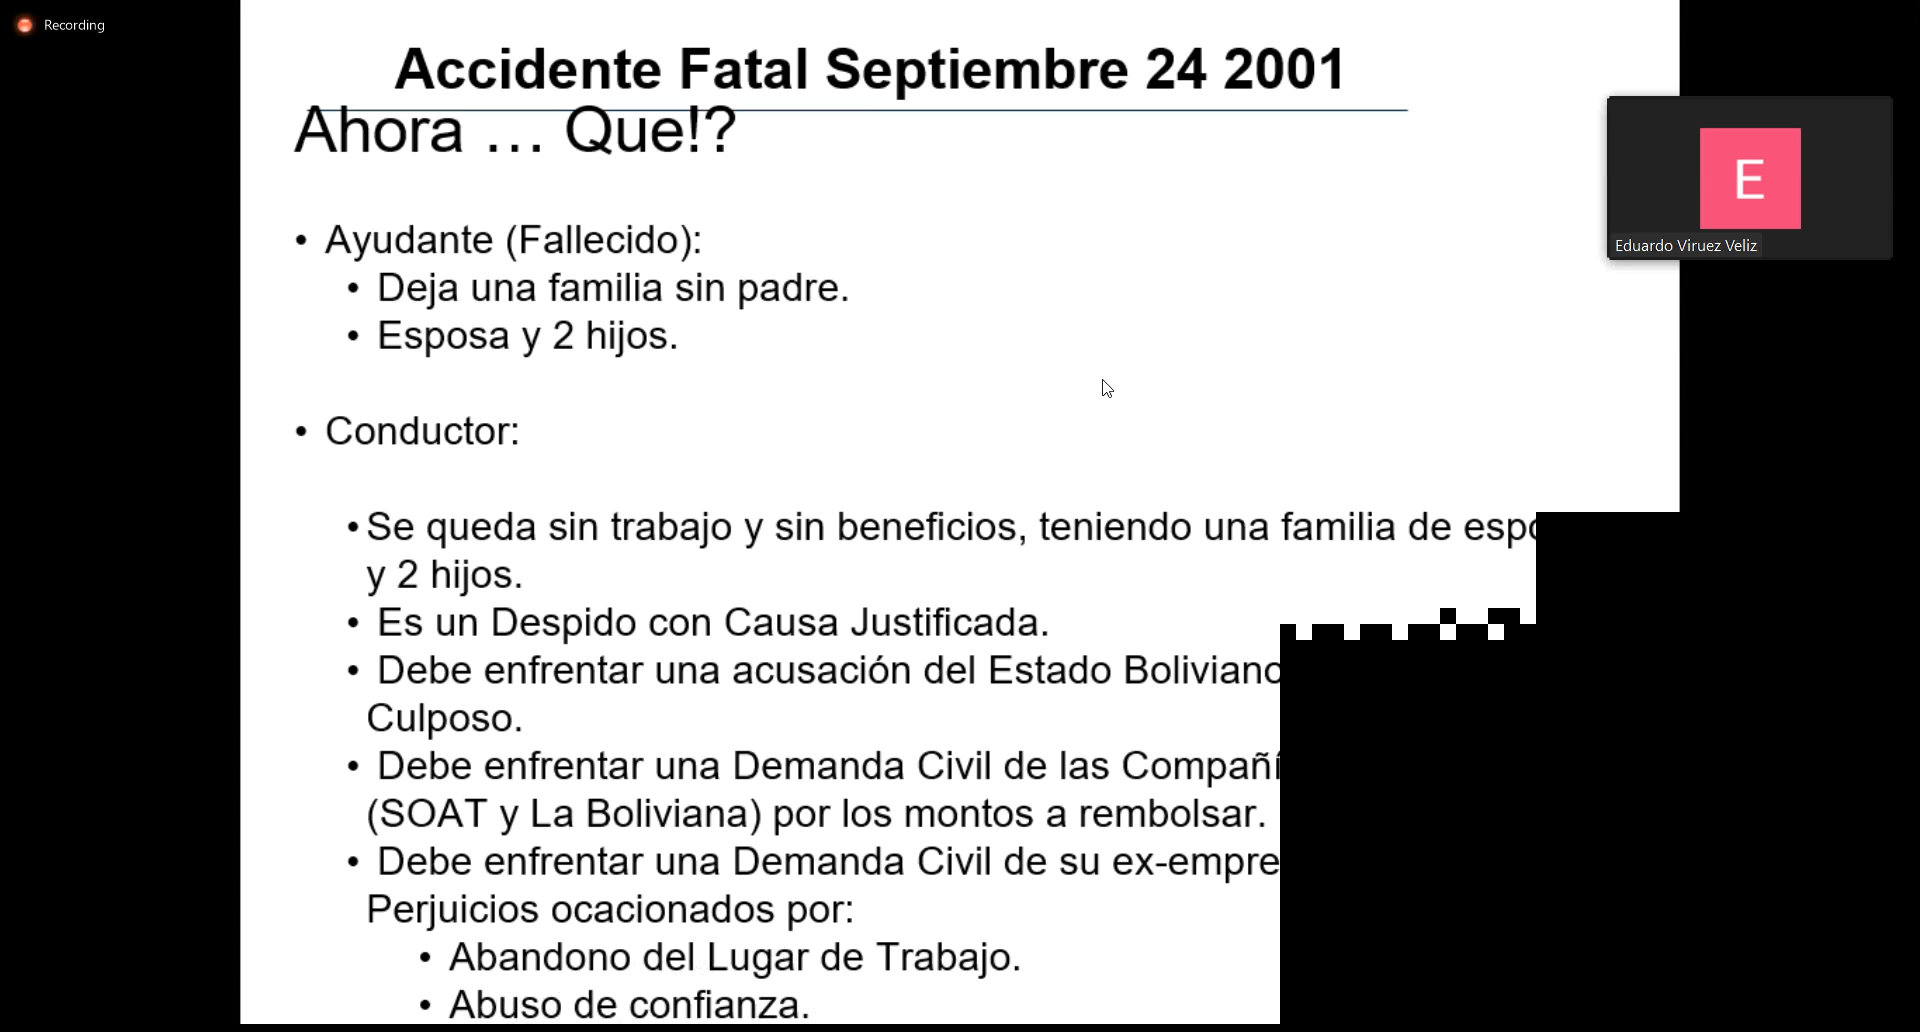 Recording
Accidente Fatal Septiembre 24 2001
Ahora … Que!?
• Ayudante (Fallecido):
• Deja una familia sin padre.
• Esposa y 2 hijos.
• Conductor:
• Se queda sin trabajo y sin beneficios, teniendo una familia de
y 2 hijos.
• Es un Despido con Causa Justificada.
• Debe enfrentar una acusación del Estado Boliviano
Culposo.
• Debe enfrentar una Demanda Civil de las
(SOAT y La Boliviana) por los montos a rembolsar.
• Debe enfrentar una Demanda Civil de su
Perjuicios ocacionados por:
• Abandono del Lugar de Trabajo.
• Abuso de confianza.
E
Eduardo Viruez Veliz